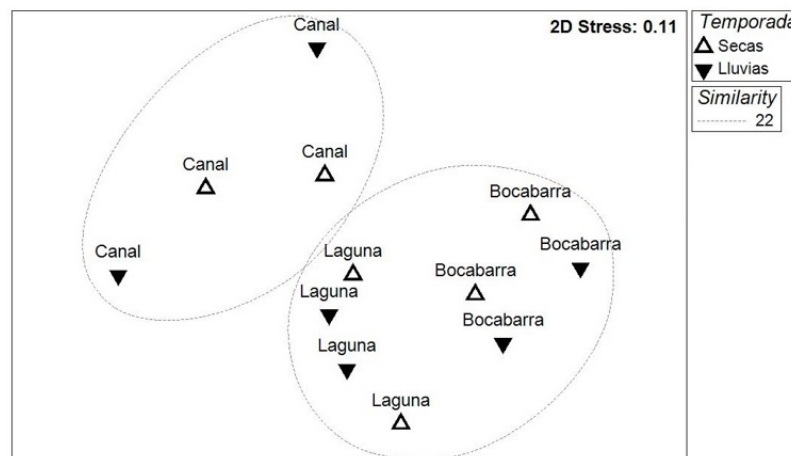 Canal
2D Stress: 0.11
Temporada
Secas
Lluvias
Similarity
22
Canal
Canal
Bocabarra
Canal
Laguna
Bocabarra
Bocabarra
Laguna
Bocabarra
Laguna
Laguna